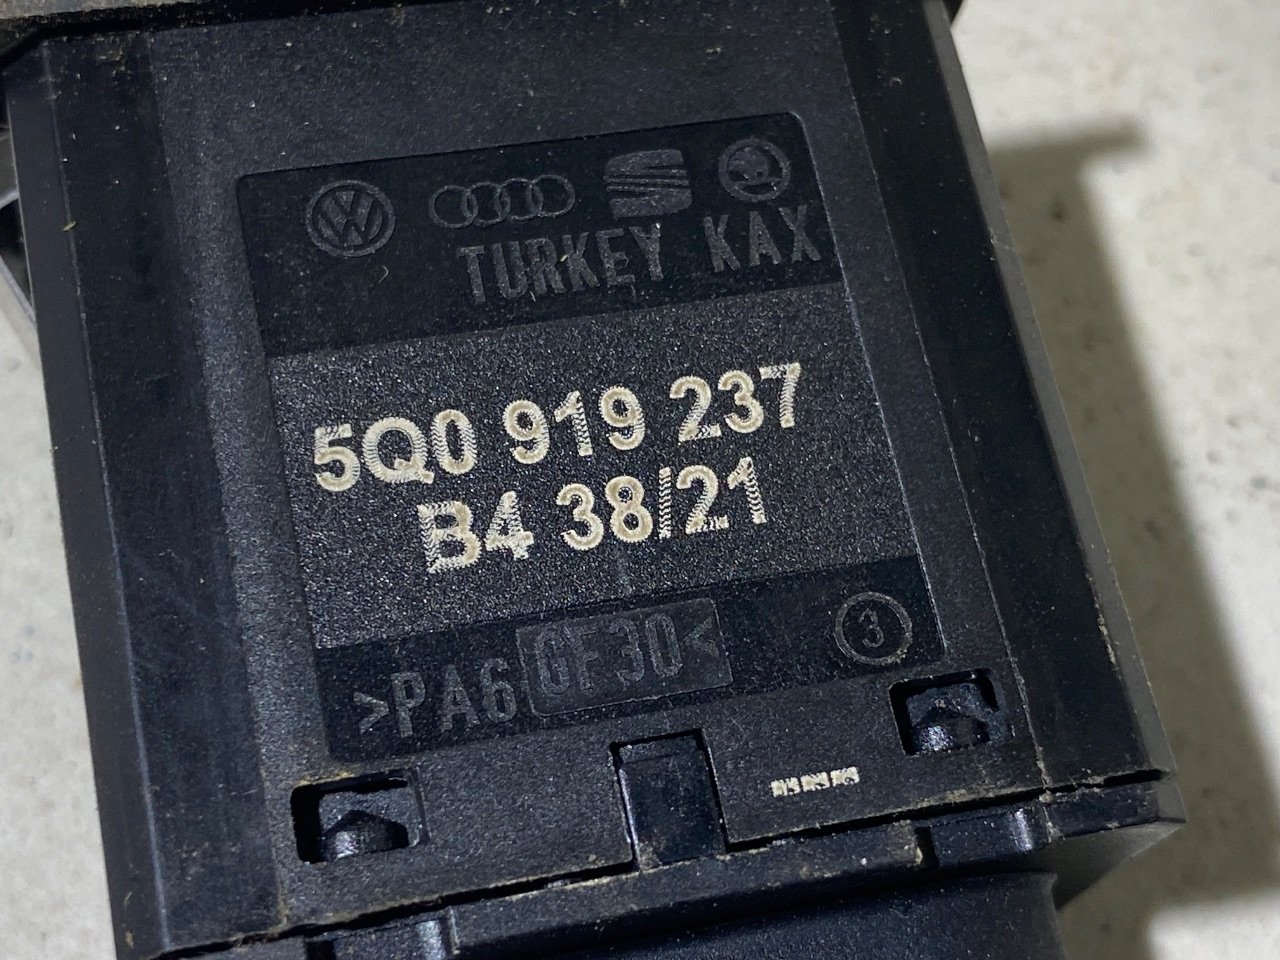 TURKEY KAX
5Q0 919 237
B4 38/21
>PA6 GF30<
3